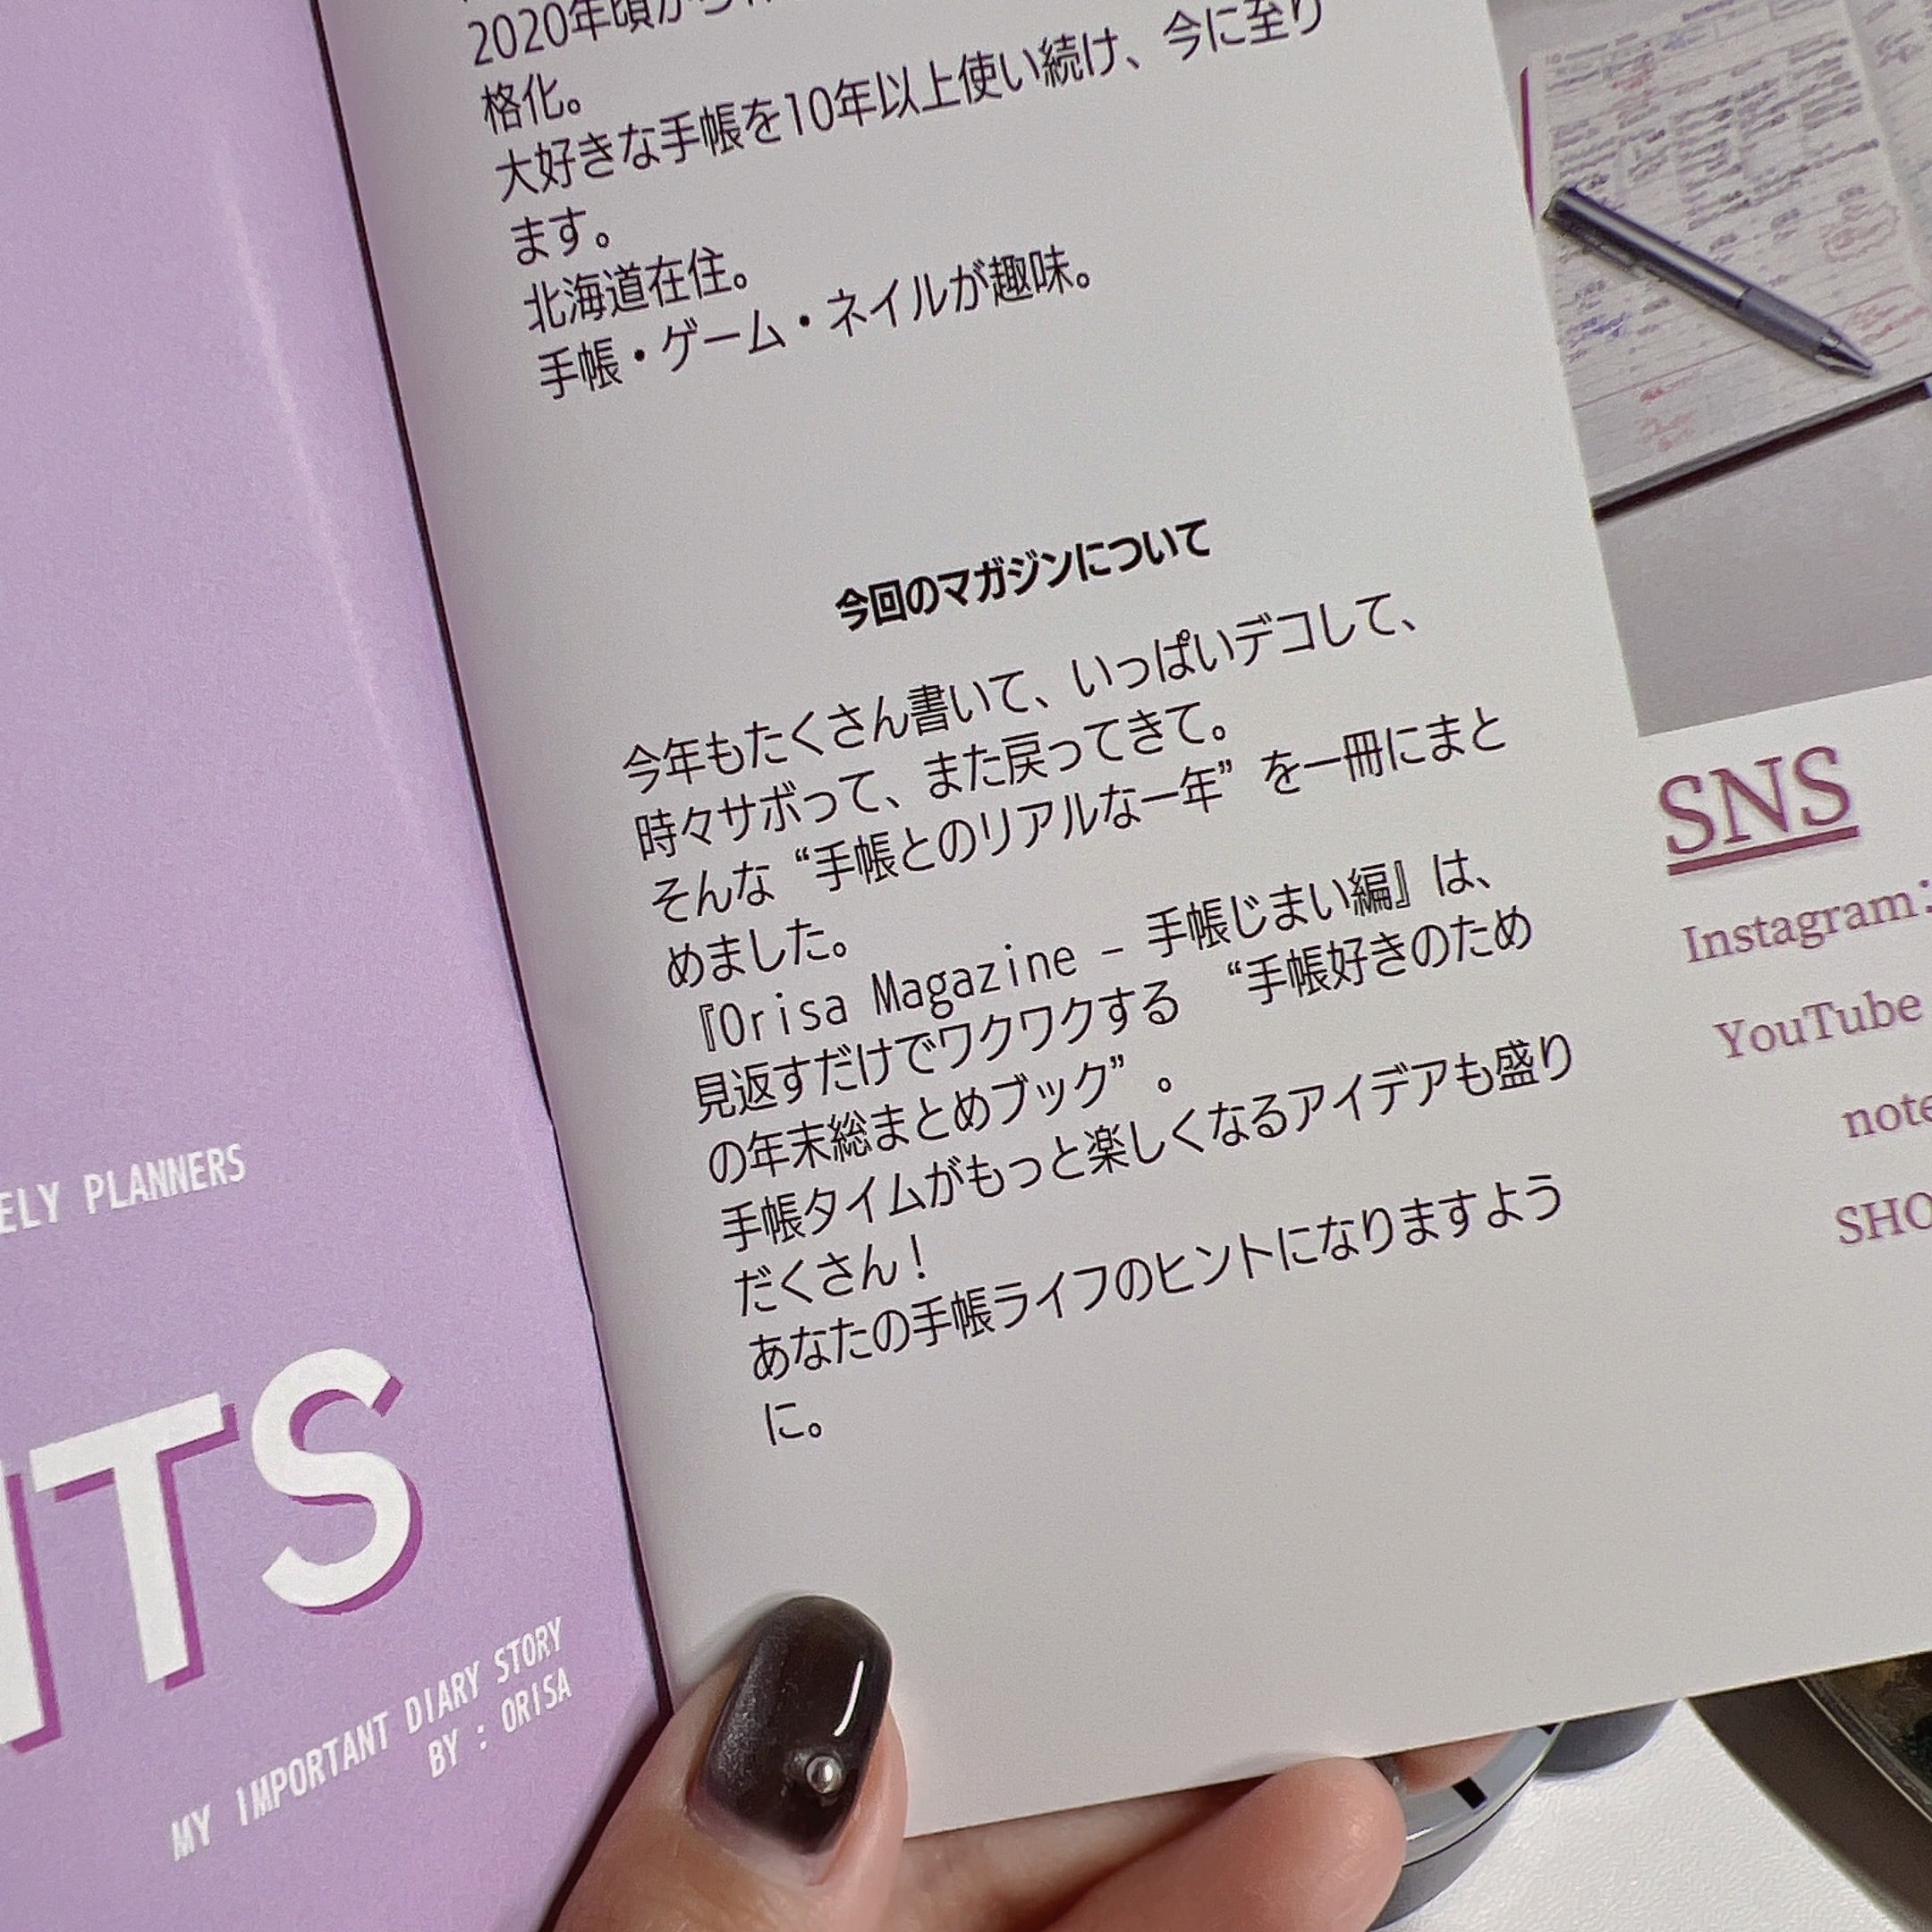 ELY PLANNERS
NTS
MY IMPORTANT DIARY STORY
BY : ORISA
2020年頃から
格化。
大好きな手帳を10年以上使い続け、今に至り
ます。
北海道在住。
手帳・ゲーム・ネイルが趣味。
今回のマガジンについて
今年もたくさん書いて、いっぱいデコして、
時々サボって、また戻ってきて。
そんな“手帳とのリアルな一年”を一冊にまと
めました。
『Orisa Magazine – 手帳じまい編』は、
見返すだけでワクワクする “手帳好きのため
の年末総まとめブック”。
手帳タイムがもっと楽しくなるアイデアも盛り
だくさん！
あなたの手帳ライフのヒントになりますよう
に。
SNS
Instagram:
YouTube
note
SHO